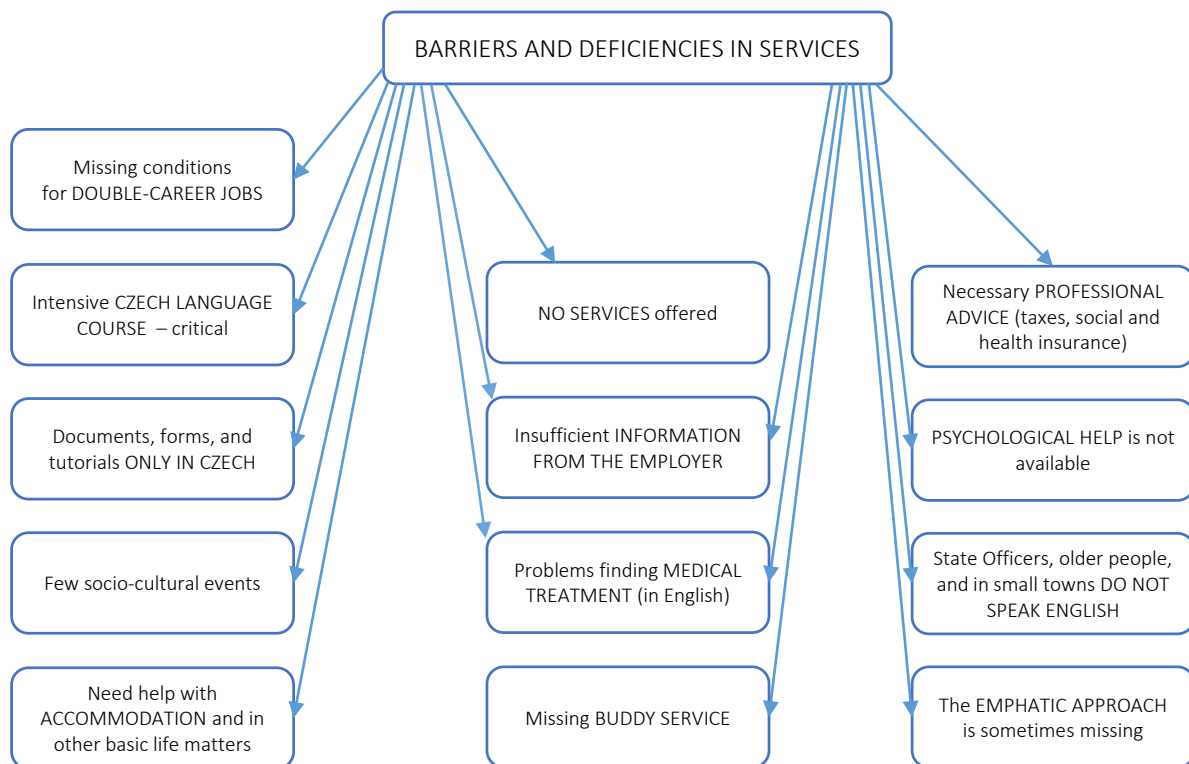 BARRIERS AND DEFICIENCIES IN SERVICES
Missing conditions
for DOUBLE-CAREER JOBS
Intensive CZECH LANGUAGE
COURSE – critical
Documents, forms, and
tutorials ONLY IN CZECH
Few socio-cultural events
Need help with
ACCOMMODATION and in
other basic life matters
NO SERVICES offered
Insufficient INFORMATION
FROM THE EMPLOYER
Problems finding MEDICAL
TREATMENT (in English)
Missing BUDDY SERVICE
Necessary PROFESSIONAL
ADVICE (taxes, social and
health insurance)
PSYCHOLOGICAL HELP is not
available
State Officers, older people,
and in small towns DO NOT
SPEAK ENGLISH
The EMPHATIC APPROACH
is sometimes missing